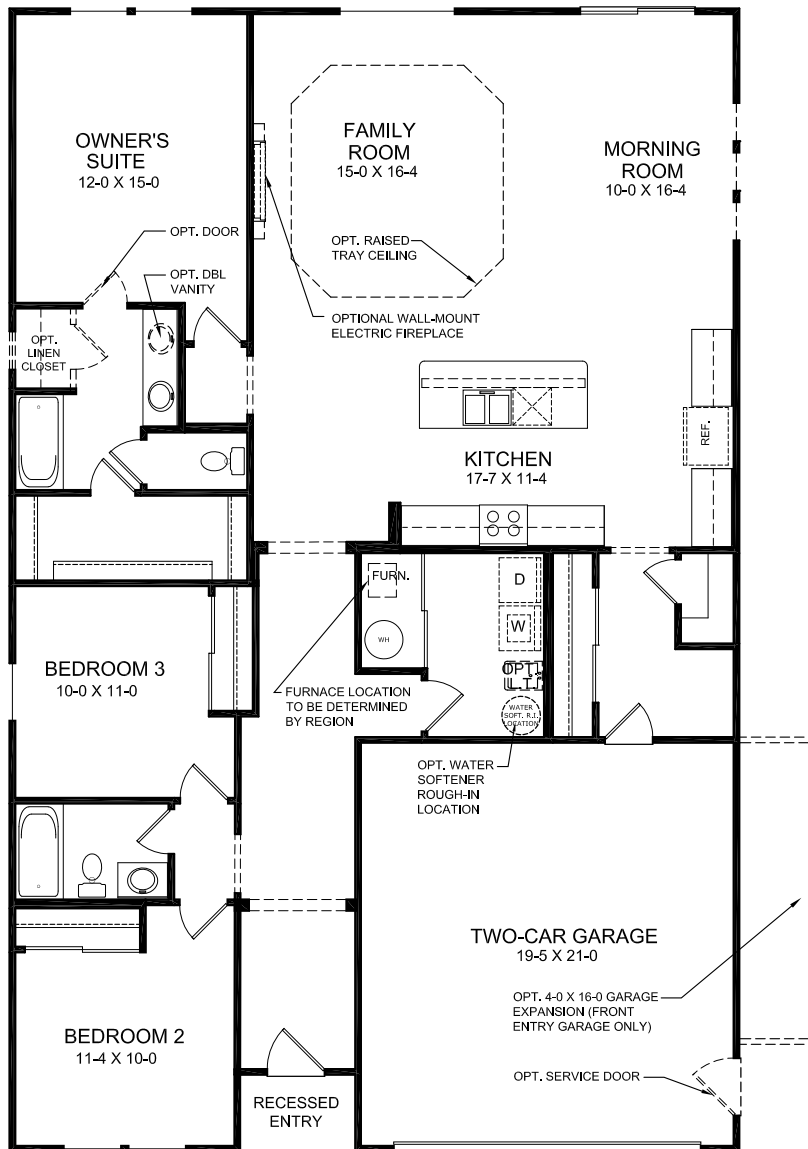 OWNER'S
SUITE
12-0 X 15-0
FAMILY
ROOM
15-0 X 16-4
MORNING
ROOM
10-0 X 16-4
OPT. DOOR
OPT. DBL
VANITY
OPT. RAISED
TRAY CEILING
OPTIONAL WALL-MOUNT
ELECTRIC FIREPLACE
OPT.
LINEN
CLOSET
REF.
KITCHEN
17-7 X 11-4
FURN.
WH
D
W
OPT.
L.T.
WATER
SOFT. R.I.
LOCATION
BEDROOM 3
10-0 X 11-0
FURNACE LOCATION
TO BE DETERMINED
BY REGION
OPT. WATER
SOFTENER
ROUGH-IN
LOCATION
TWO-CAR GARAGE
19-5 X 21-0
OPT. 4-0 X 16-0 GARAGE
EXPANSION (FRONT
ENTRY GARAGE ONLY)
BEDROOM 2
11-4 X 10-0
OPT. SERVICE DOOR
RECESSED
ENTRY